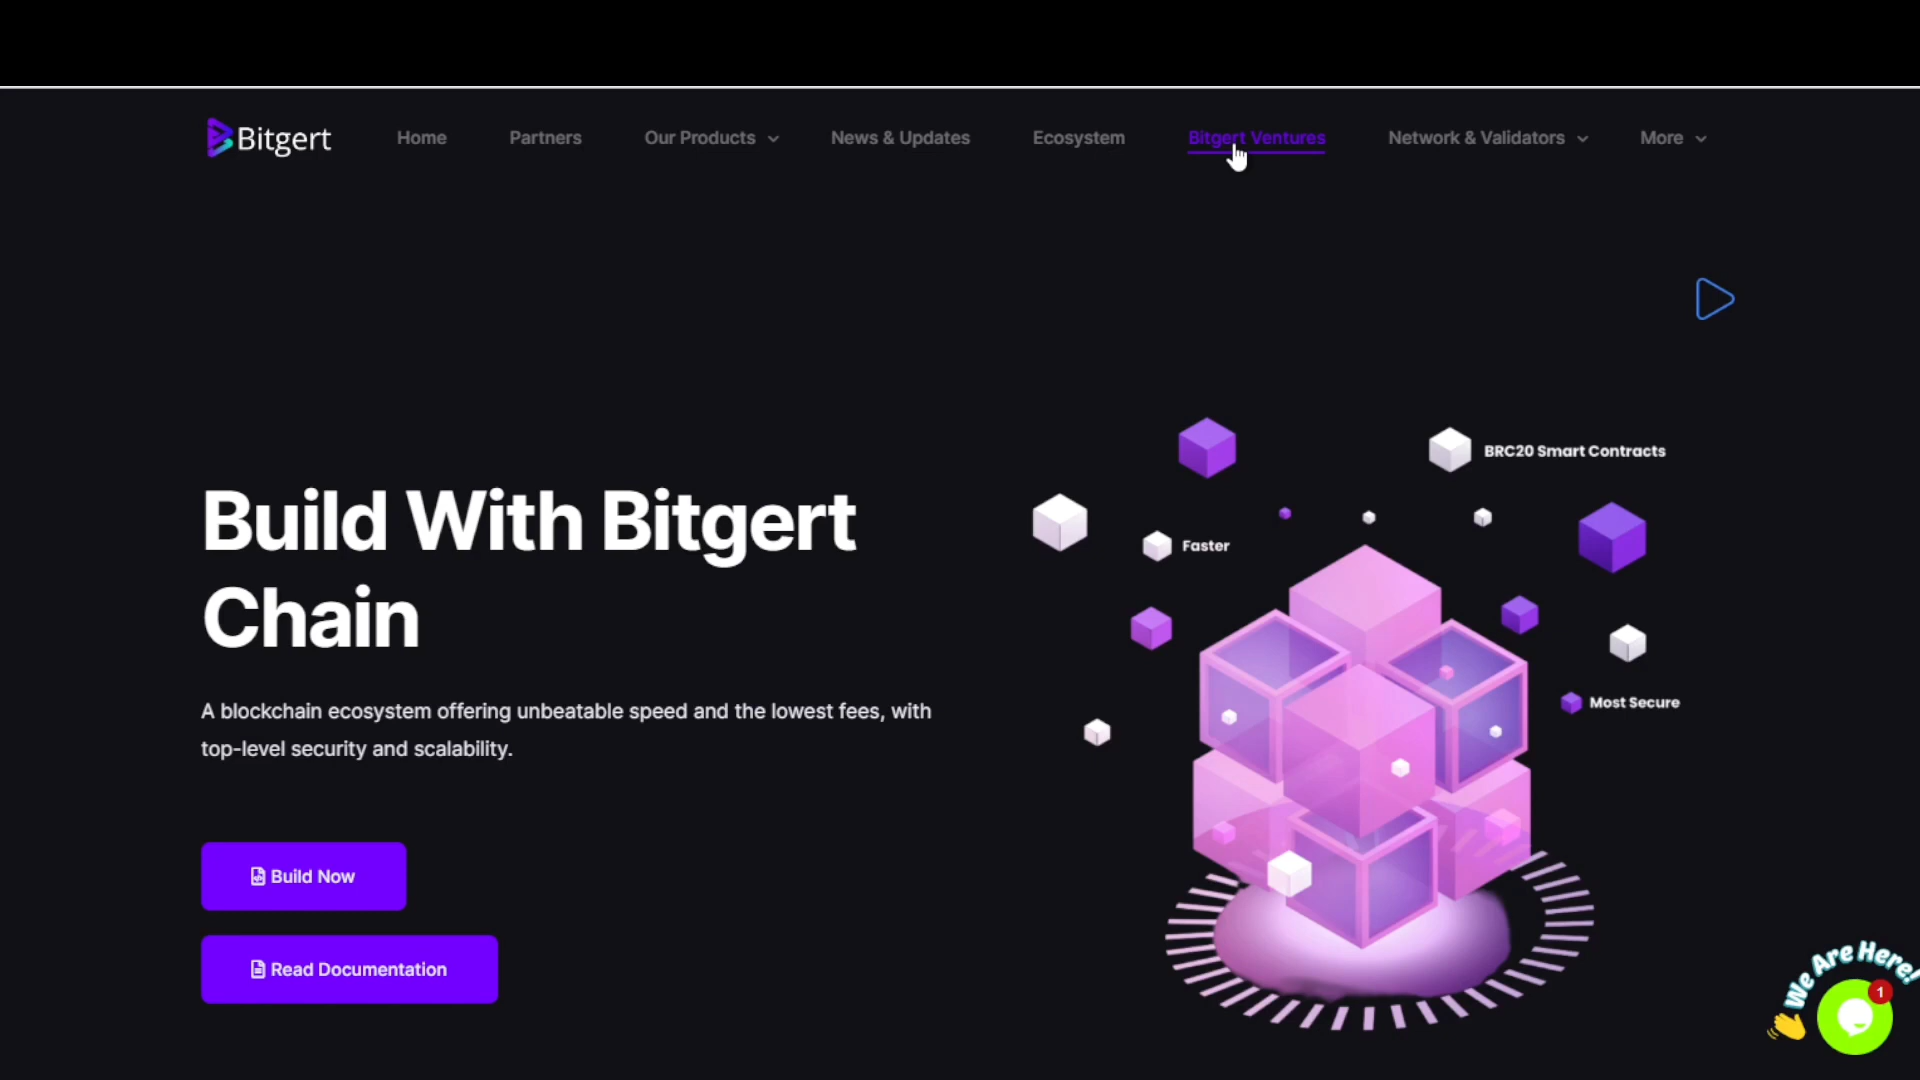 Bitgert
Home
Partners
Our Products
News & Updates
Ecosystem
Bitgert Ventures
Network & Validators
More
BRC20 Smart Contracts
Faster
Most Secure
Build With Bitgert
Chain
A blockchain ecosystem offering unbeatable speed and the lowest fees, with
top-level security and scalability.
Build Now
Read Documentation
We Are Here!
1